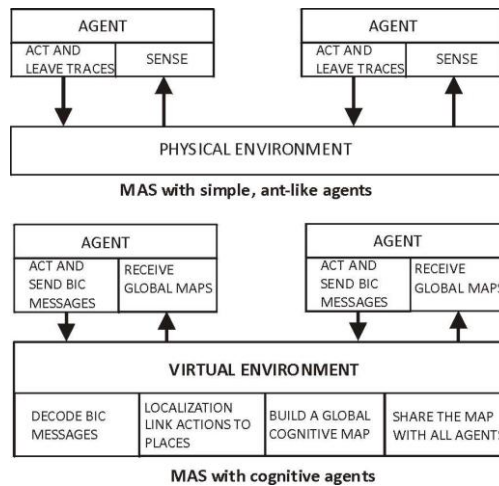 AGENT
ACT AND
LEAVE TRACES
SENSE
AGENT
ACT AND
LEAVE TRACES
SENSE
PHYSICAL ENVIRONMENT
MAS with simple, ant-like agents
AGENT
ACT AND
SEND BIC
MESSAGES
RECEIVE
GLOBAL MAPS
AGENT
ACT AND
SEND BIC
MESSAGES
RECEIVE
GLOBAL MAPS
VIRTUAL ENVIRONMENT
DECODE BIC
MESSAGES
LOCALIZATION
LINK ACTIONS TO
PLACES
BUILD A GLOBAL
COGNITIVE MAP
SHARE THE MAP
WITH ALL AGENTS
MAS with cognitive agents